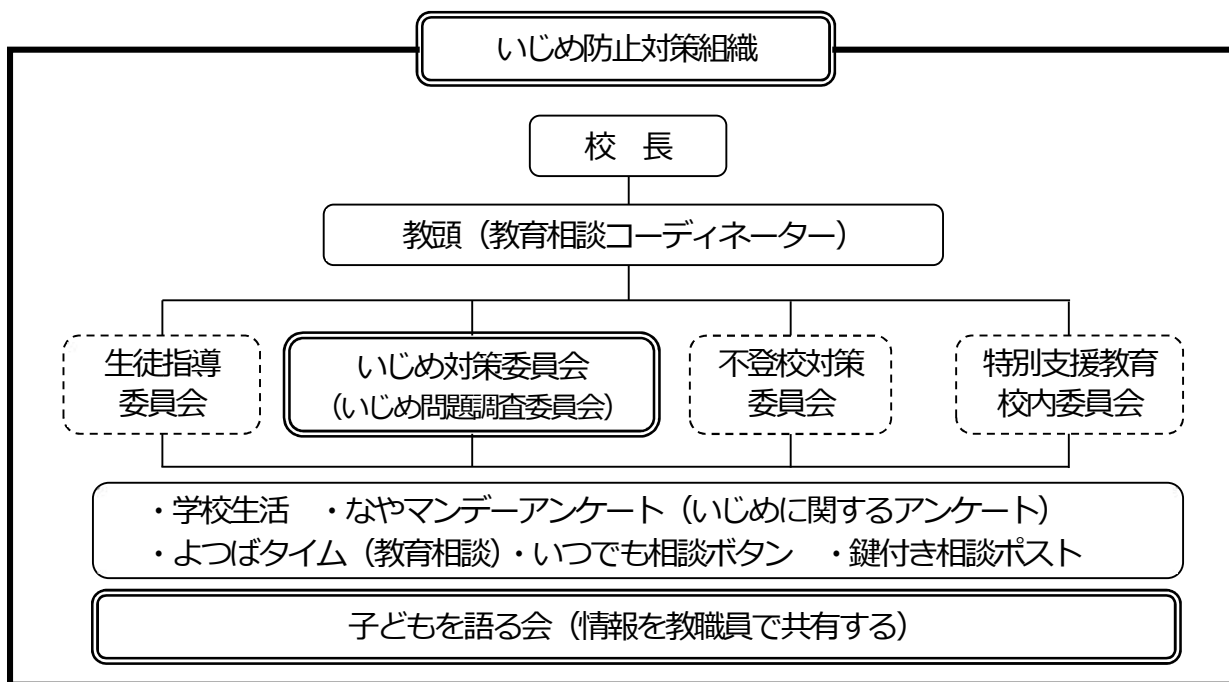 いじめ防止対策組織
校　長
教頭（教育相談コーディネーター）
生徒指導
委員会
いじめ対策委員会
（いじめ問題調査委員会）
不登校対策
委員会
特別支援教育
校内委員会
・学校生活　・なやマンデーアンケート（いじめに関するアンケート）
・よつばタイム（教育相談）・いつでも相談ボタン　・鍵付き相談ポスト
子どもを語る会（情報を教職員で共有する）